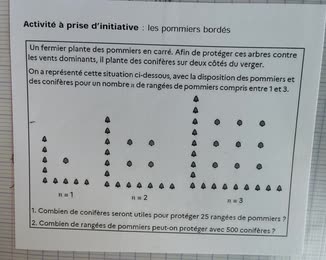 Activité à prise d'initiative : les pommiers bordés
Un fermier plante des pommiers en carré. Afin de protéger ces arbres contre
les vents dominants, il plante des conifères sur deux côtés du verger.
On a représenté cette situation ci-dessous, avec la disposition des pommiers et
des conifères pour un nombre n de rangées de pommiers compris entre 1 et 3.
n = 1
n = 2
n = 3
1. Combien de conifères seront utiles pour protéger 25 rangées de pommiers ?
2. Combien de rangées de pommiers peut-on protéger avec 500 conifères ?